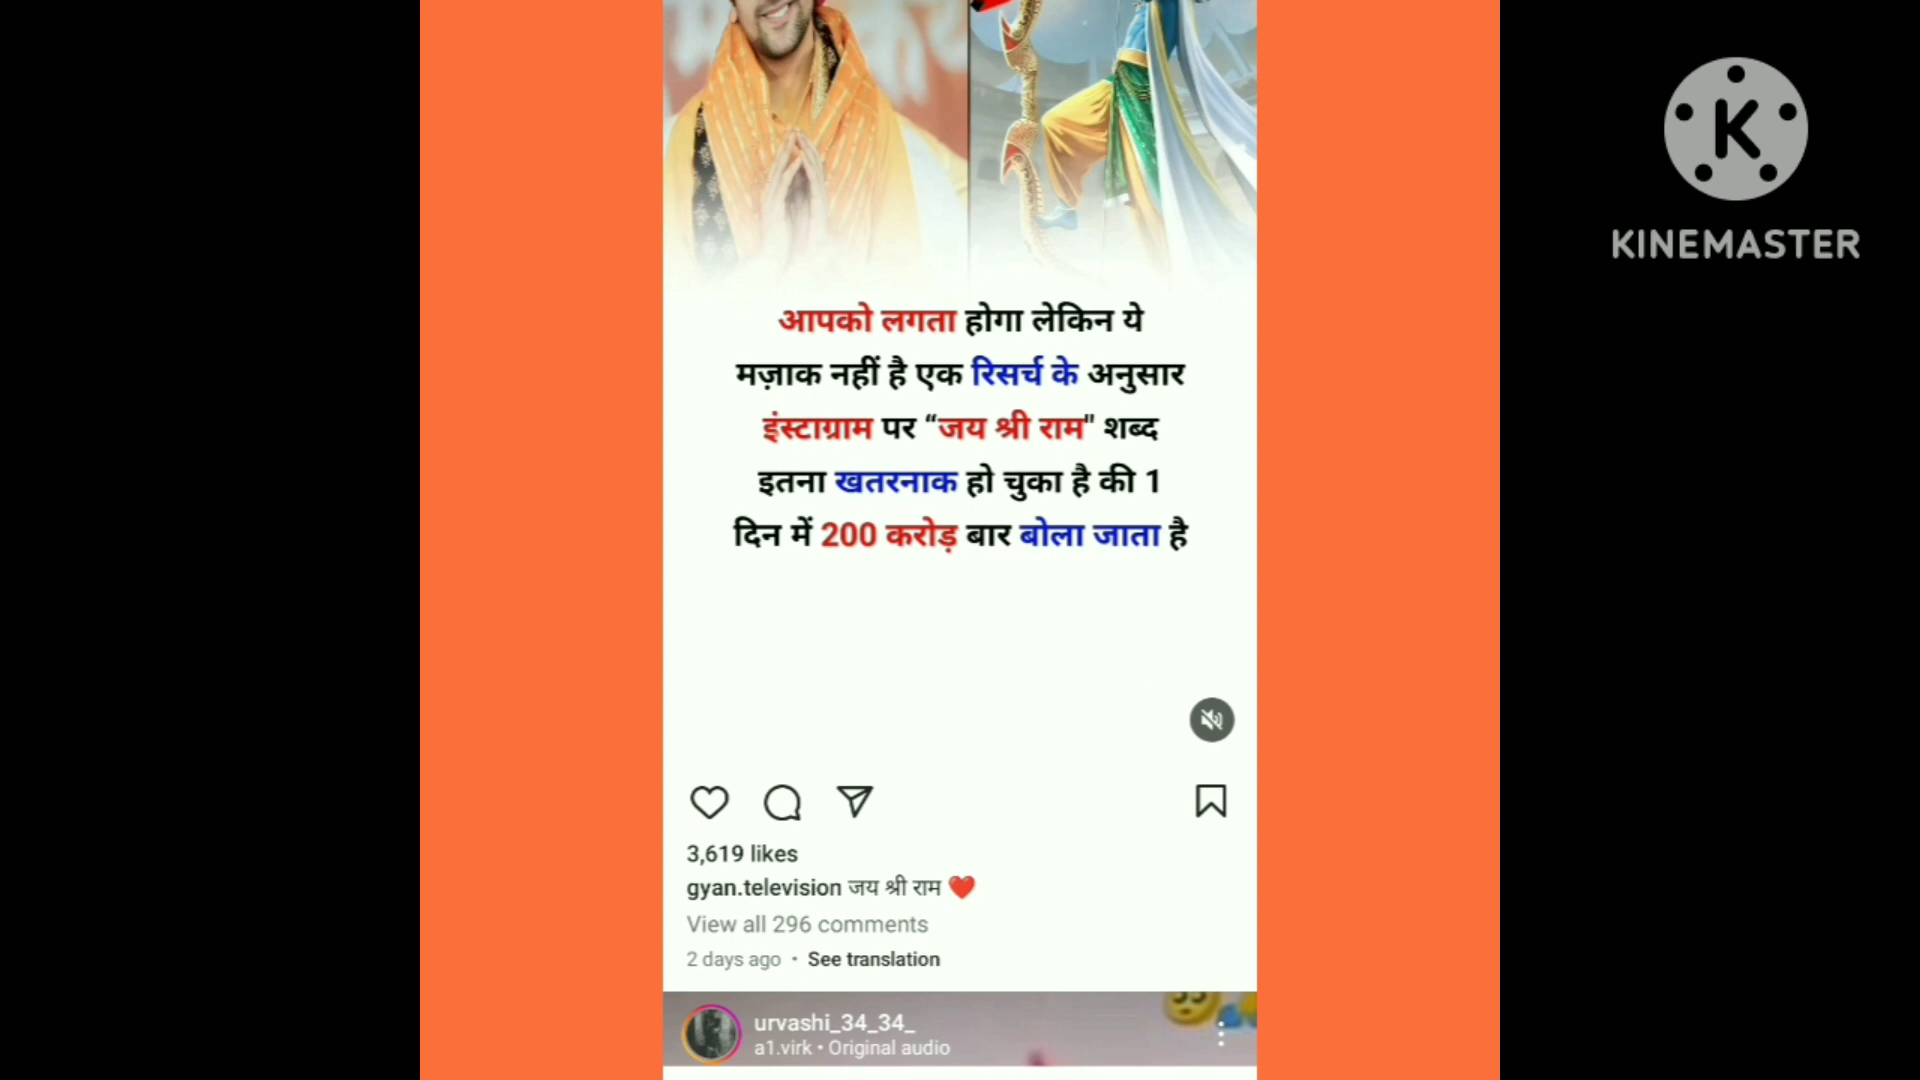 KINEMASTER
आपको लगता होगा लेकिन ये
मज़ाक नहीं है एक रिसर्च के अनुसार
इंस्टाग्राम पर “जय श्री राम" शब्द
इतना खतरनाक हो चुका है की 1
दिन में 200 करोड़ बार बोला जाता है
3,619 likes
gyan.television जय श्री राम ❤️
View all 296 comments
2 days ago • See translation
urvashi_34_34_
a1.virk • Original audio